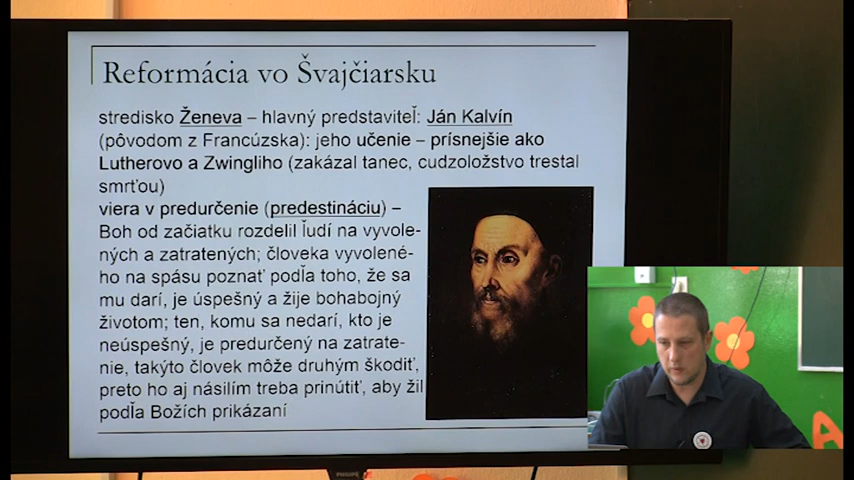 Reformácia vo Švajčiarsku
stredisko Ženeva – hlavný predstaviteľ: Ján Kalvín
(pôvodom z Francúzska): jeho učenie – prísnejšie ako
Lutherovo a Zwingliho (zakázal tanec, cudzoložstvo trestal
smrťou)
viera v predurčenie (predestináciu) –
Boh od začiatku rozdelil ľudí na vyvole-
ných a zatratených; človeka vyvolené-
ho na spásu poznať podľa toho, že sa
mu darí, je úspešný a žije bohabojný
životom; ten, komu sa nedarí, kto je
neúspešný, je predurčený na zatrate-
nie, takýto človek môže druhým škodiť,
preto ho aj násilím treba prinútiť, aby žil
podľa Božích prikázaní
PHILIPS
A